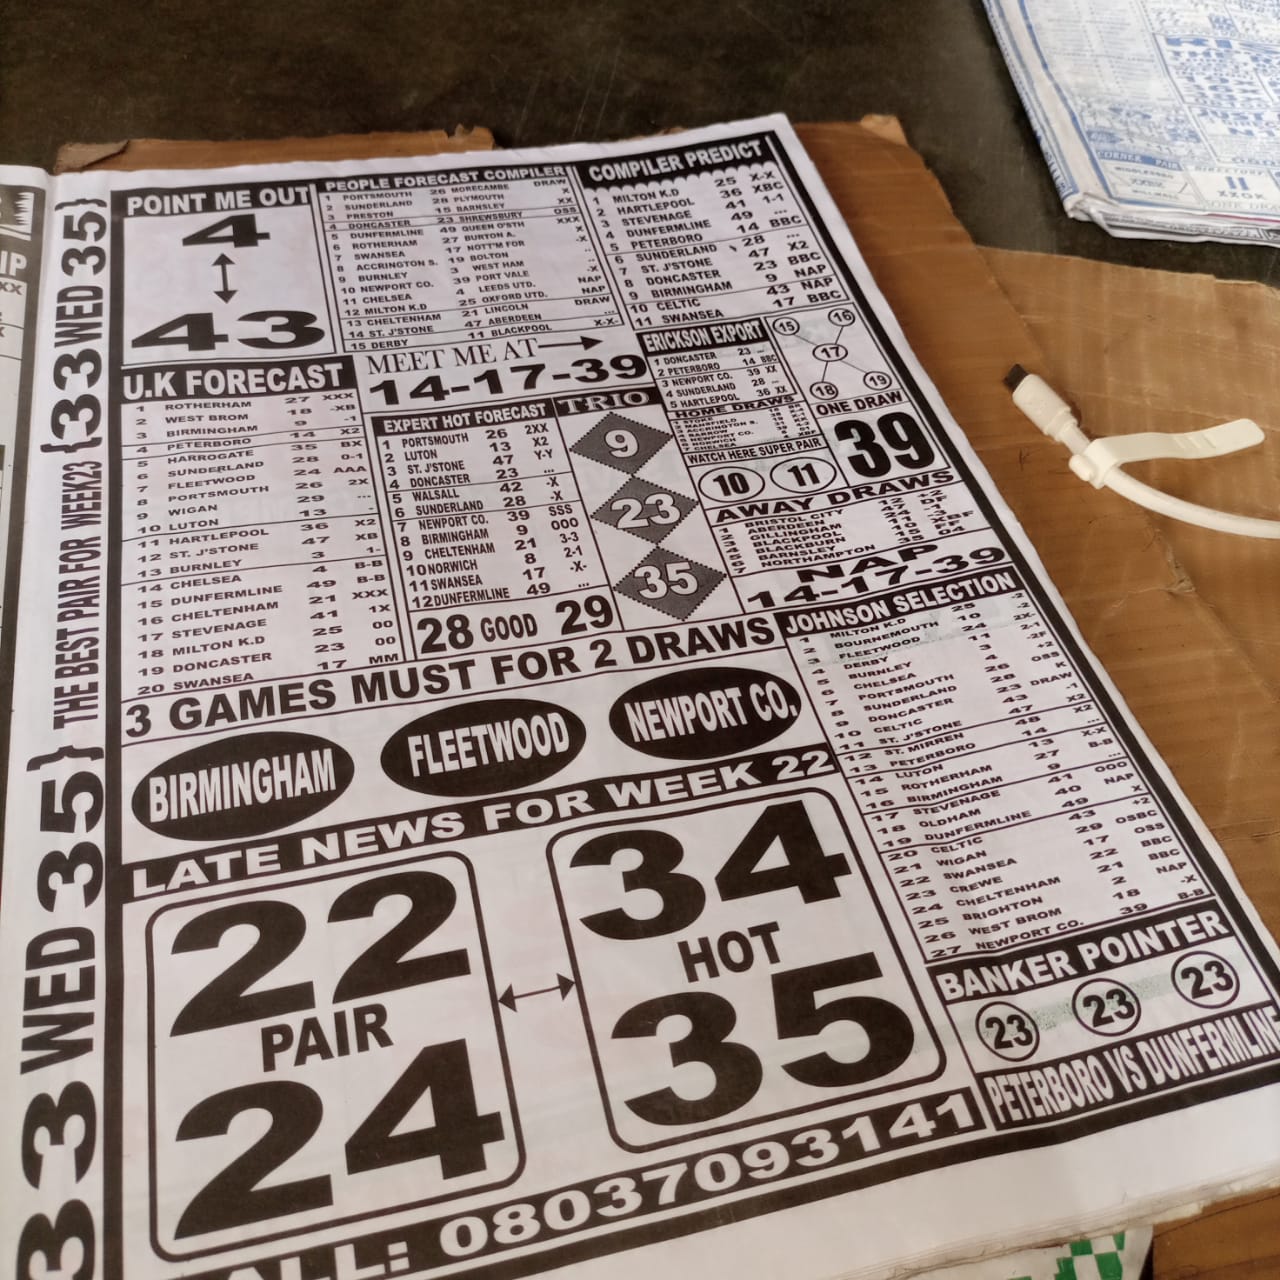 THE BEST PAIR FOR WEEK23 {33 WED 35}
33 WED 35}
POINT ME OUT
4
43
PEOPLE FORECAST COMPILER
1 PORTSMOUTH 26 MORECAMBE DRAW
2 SUNDERLAND 28 PLYMOUTH X
3 PRESTON 15 BARNSLEY XX
4 DONCASTER 23 SHREWSBURY OSS
5 DUNFERMLINE 49 QUEEN O'STH XXX
6 ROTHERHAM 27 BURTON A. -X
7 SWANSEA 17 NOTT'M FOR
8 ACCRINGTON S. 19 BOLTON
9 BURNLEY 3 WEST HAM -X
10 NEWPORT CO. 39 PORT VALE NAP
11 CHELSEA 4 LEEDS UTD. NAP
12 MILTON K.D 25 OXFORD UTD. DRAW
13 CHELTENHAM 21 LINCOLN ...
14 ST. J'STONE 47 ABERDEEN X-X-
15 DERBY 11 BLACKPOOL
COMPILER PREDICT
1 MILTON K.D 25 X-X
2 HARTLEPOOL 36 XBC
3 STEVENAGE 41 1-1
4 DUNFERMLINE 49 ...
5 PETERBORO 14 BBC
6 SUNDERLAND 28 ...
7 ST. J'STONE 47 X2
8 DONCASTER 23 BBC
9 BIRMINGHAM 9 NAP
10 CELTIC 43 NAP
11 SWANSEA 17 BBC
MEET ME AT
14-17-39
U.K FORECAST
1 ROTHERHAM 27 XXX
2 WEST BROM 18 -XB
3 BIRMINGHAM 9 -1
4 PETERBORO 14 X2
5 HARROGATE 35 BX
6 SUNDERLAND 28 0-1
7 FLEETWOOD 24 AAA
8 PORTSMOUTH 26 2X
9 WIGAN 29 ...
10 LUTON 13 -
11 HARTLEPOOL 36 X2
12 ST. J'STONE 47 XB
13 BURNLEY 3 1-
14 CHELSEA 4 B-B
15 DUNFERMLINE 49 B-B
16 CHELTENHAM 21 XXX
17 STEVENAGE 41 1X
18 MILTON K.D 25 00
19 DONCASTER 23 00
20 SWANSEA 17 MM
EXPERT HOT FORECAST
1 PORTSMOUTH 26 2XX
2 LUTON 13 X2
3 ST. J'STONE 47 Y-Y
4 DONCASTER 23 ...
5 WALSALL 42 -X
6 SUNDERLAND 28 -X
7 NEWPORT CO. 39 SSS
8 BIRMINGHAM 9 000
9 CHELTENHAM 21 3-3
10 NORWICH 8 2-1
11 SWANSEA 17 -X-
12 DUNFERMLINE 49 ...
28 GOOD 29
TRIO
9
23
35
ERICKSON EXPORT
1 DONCASTER 23 ...
2 PETERBORO 14 BBC
3 NEWPORT CO. 39 XX
4 SUNDERLAND 28 ...
5 HARTLEPOOL 36 XX
HOME DRAWS
WATCH HERE SUPER PAIR
10 11
15
16
17
18
19
ONE DRAW
39
AWAY DRAWS
1 BRISTOL CITY
2 ABERDEEN
3 GILLINGHAM
4 BLACKPOOL
5 BLACKBURN
6 BARNSLEY
7 NORTHAMPTON
NAP
14-17-39
JOHNSON SELECTION
1 MILTON K.D 25 -2
2 BOURNEMOUTH 10 -2
3 FLEETWOOD 24 2X-
4 DERBY 11 2-1
5 BURNLEY 3 -2F
6 CHELSEA 4 +2
7 PORTSMOUTH 26 OSS
8 SUNDERLAND 28 K
9 DONCASTER 23 DRAW
10 CELTIC 43 -1
11 ST. J'STONE 47 X2
12 ST. MIRREN 48 X2
13 PETERBORO 14 ...
14 LUTON 13 X-X
15 ROTHERHAM 27 B-B
16 BIRMINGHAM 9 ...
17 STEVENAGE 41 OOO
18 OLDHAM 40 NAP
19 DUNFERMLINE 49 X
20 CELTIC 43 +2
21 WIGAN 29 OSBC
22 SWANSEA 17 OSS
23 CREWE 22 BBC
24 CHELTENHAM 21 BBC
25 BRIGHTON 2 NAP
26 WEST BROM 18 -X
27 NEWPORT CO. 39 B-B
3 GAMES MUST FOR 2 DRAWS
BIRMINGHAM
FLEETWOOD
NEWPORT CO.
LATE NEWS FOR WEEK 22
22
PAIR
24
34
HOT
35
BANKER POINTER
23 23 23
PETERBORO VS DUNFERMLINE
ALL: 08037093141